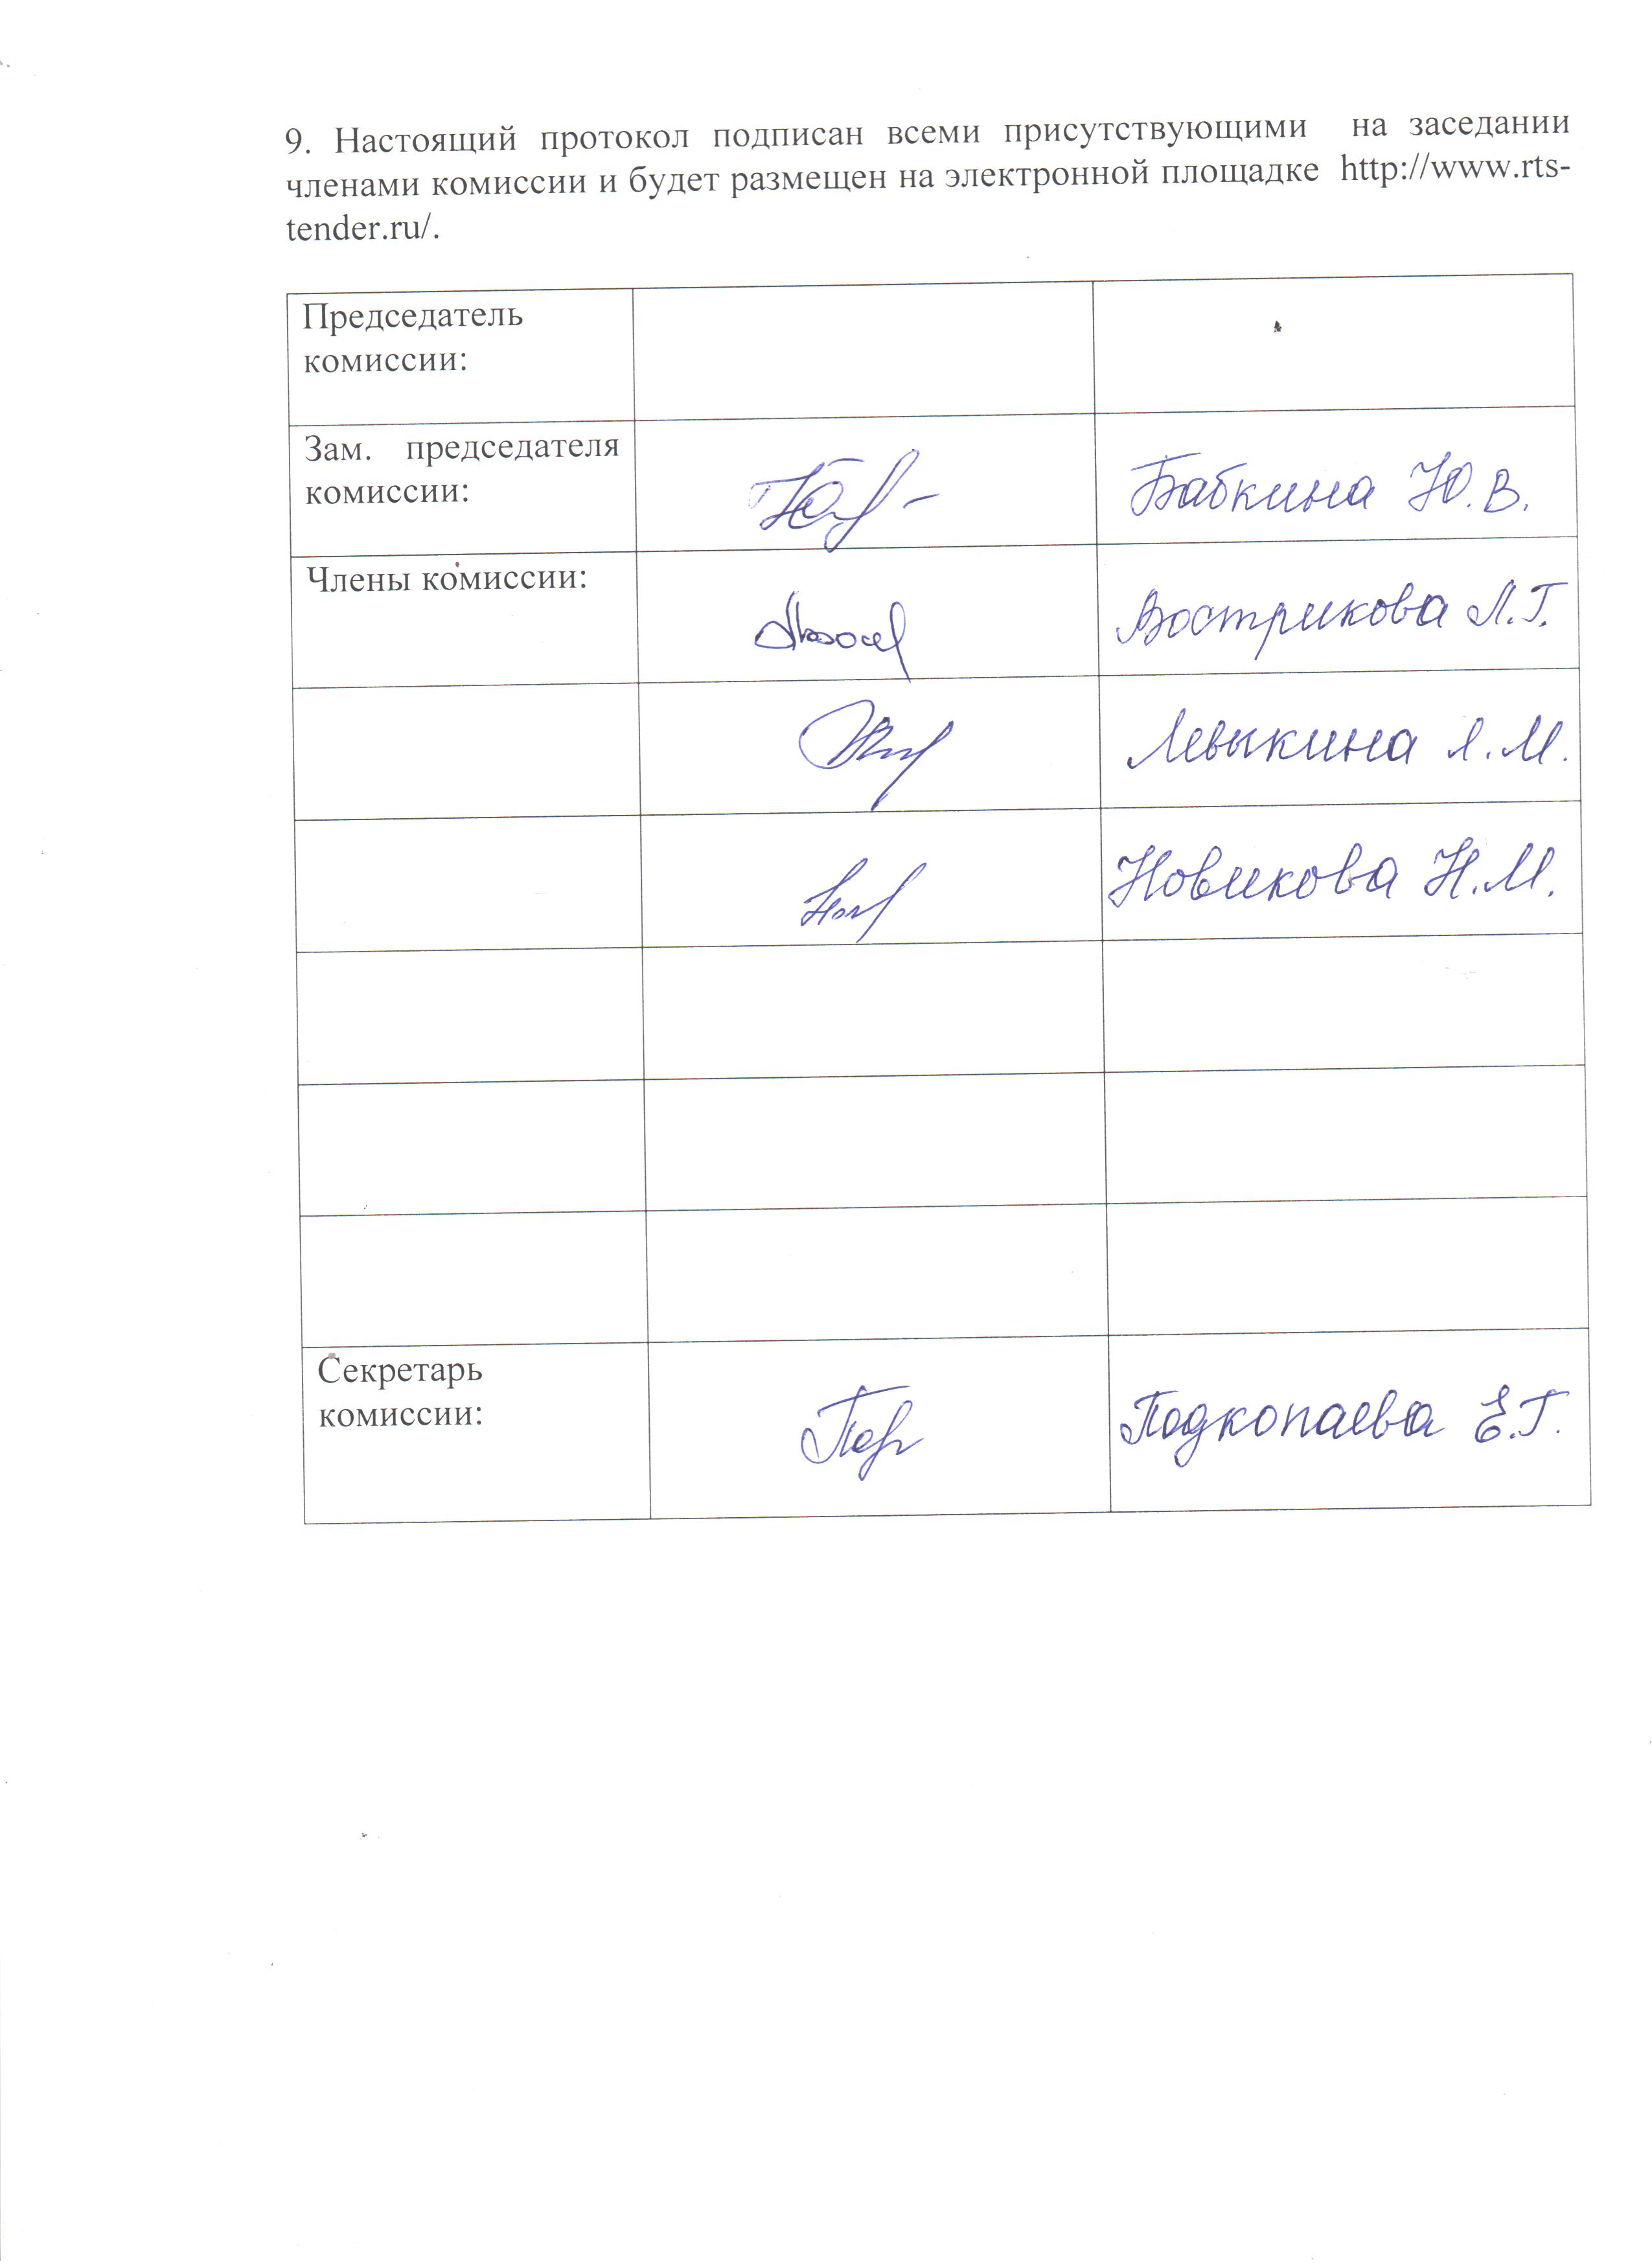 9. Настоящий протокол подписан всеми присутствующими на заседании
членами комиссии и будет размещен на электронной площадке http://www.rts-
tender.ru/.
Председатель
комиссии:
Зам. председателя
комиссии:
Бабкина Ю.В.
Члены комиссии:
Вострикова Л.Г.
Левыкина Л.М.
Новикова Н.М.
Секретарь
комиссии:
Подкопаева Е.Г.